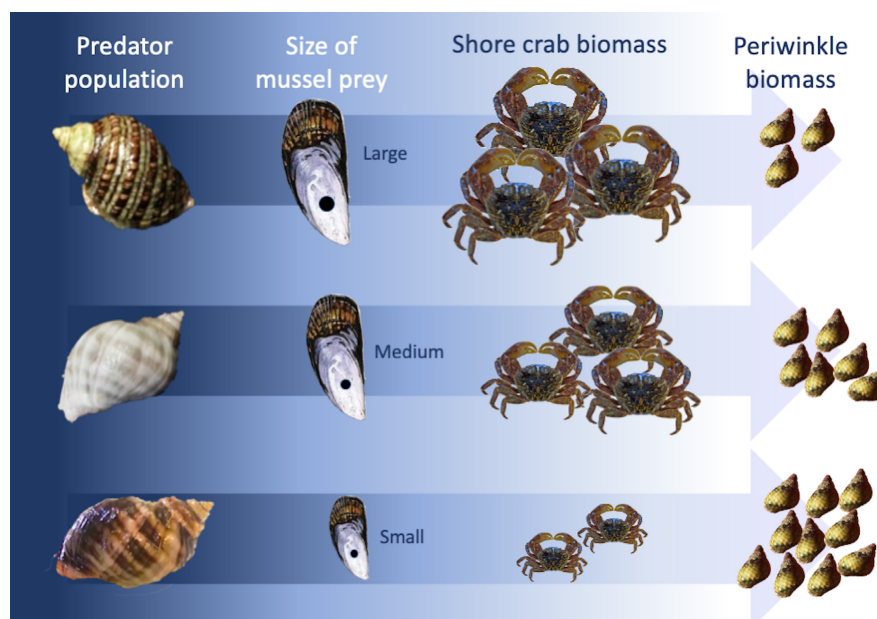 Predator
population
Size of
mussel prey
Shore crab biomass
Periwinkle
biomass
Large
Medium
Small